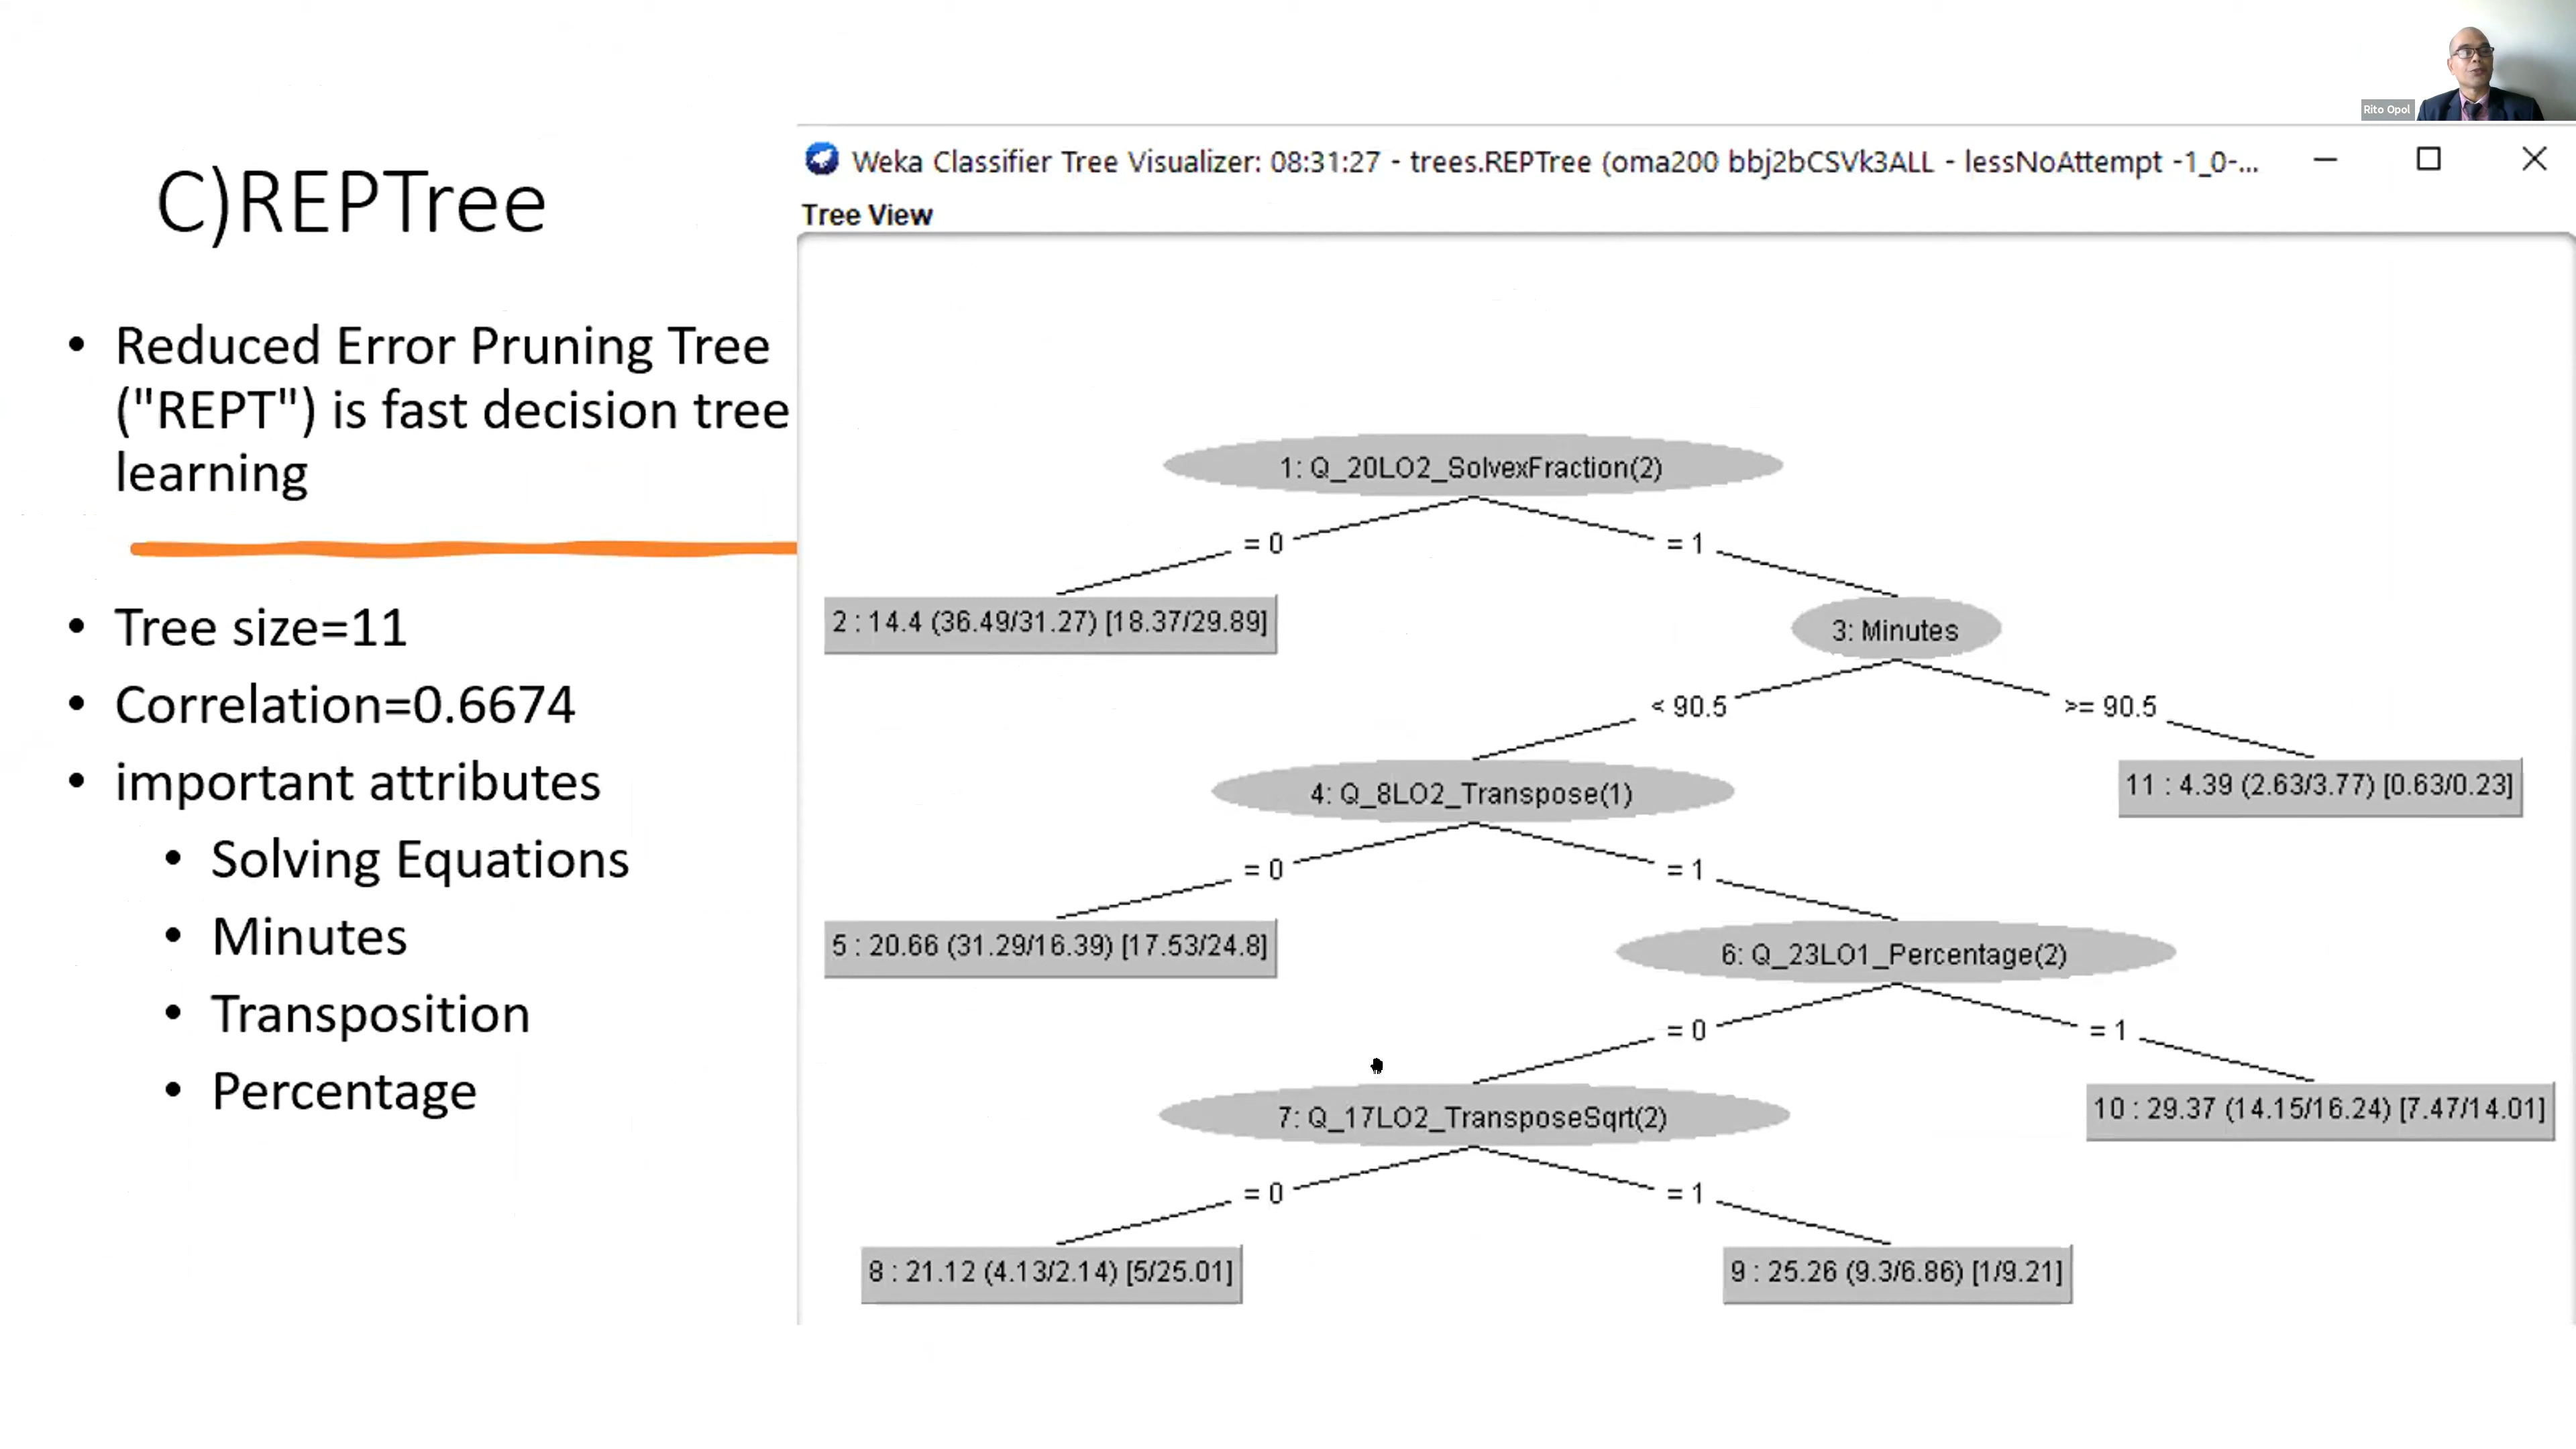 Rito Opol
C)REPTree
• Reduced Error Pruning Tree
("REPT") is fast decision tree
learning
• Tree size=11
• Correlation=0.6674
• important attributes
• Solving Equations
• Minutes
• Transposition
• Percentage
Weka Classifier Tree Visualizer: 08:31:27 - trees.REPTree (oma200 bbj2bCSVk3ALL - lessNoAttempt -1_0-...
Tree View
1: Q_20LO2_SolvexFraction(2)
= 0
= 1
2 : 14.4 (36.49/31.27) [18.37/29.89]
3: Minutes
< 90.5
>= 90.5
4: Q_8LO2_Transpose(1)
11 : 4.39 (2.63/3.77) [0.63/0.23]
= 0
= 1
5 : 20.66 (31.29/16.39) [17.53/24.8]
6: Q_23LO1_Percentage(2)
= 0
= 1
7: Q_17LO2_TransposeSqrt(2)
10 : 29.37 (14.15/16.24) [7.47/14.01]
= 0
= 1
8 : 21.12 (4.13/2.14) [5/25.01]
9 : 25.26 (9.3/6.86) [1/9.21]